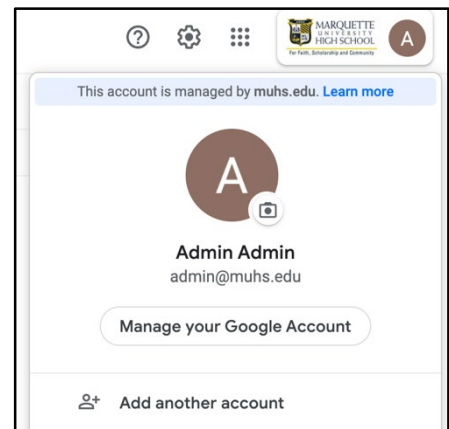 MARQUETTE
UNIVERSITY
HIGH SCHOOL
For Faith, Scholarship and Community
A
This account is managed by muhs.edu. Learn more
A
Admin Admin
admin@muhs.edu
Manage your Google Account
Add another account